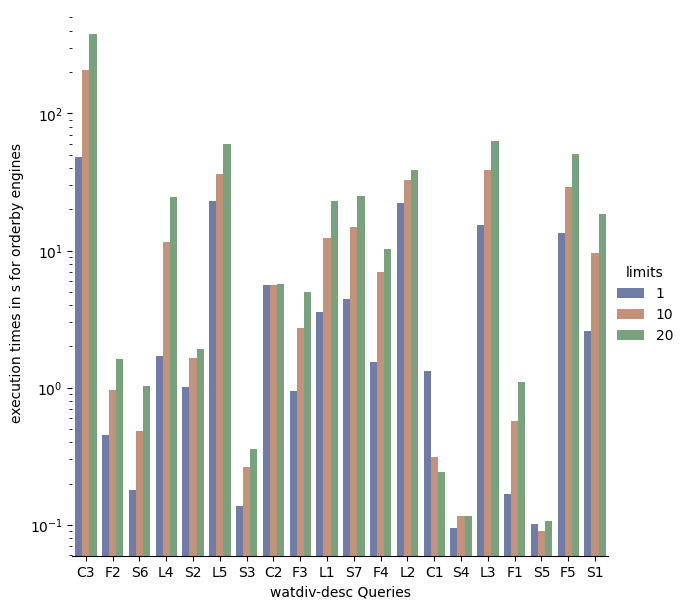 execution times in s for orderby engines
10²
10¹
10⁰
10⁻¹
C3 F2 S6 L4 S2 L5 S3 C2 F3 L1 S7 F4 L2 C1 S4 L3 F1 S5 F5 S1
watdiv-desc Queries
limits
1
10
20